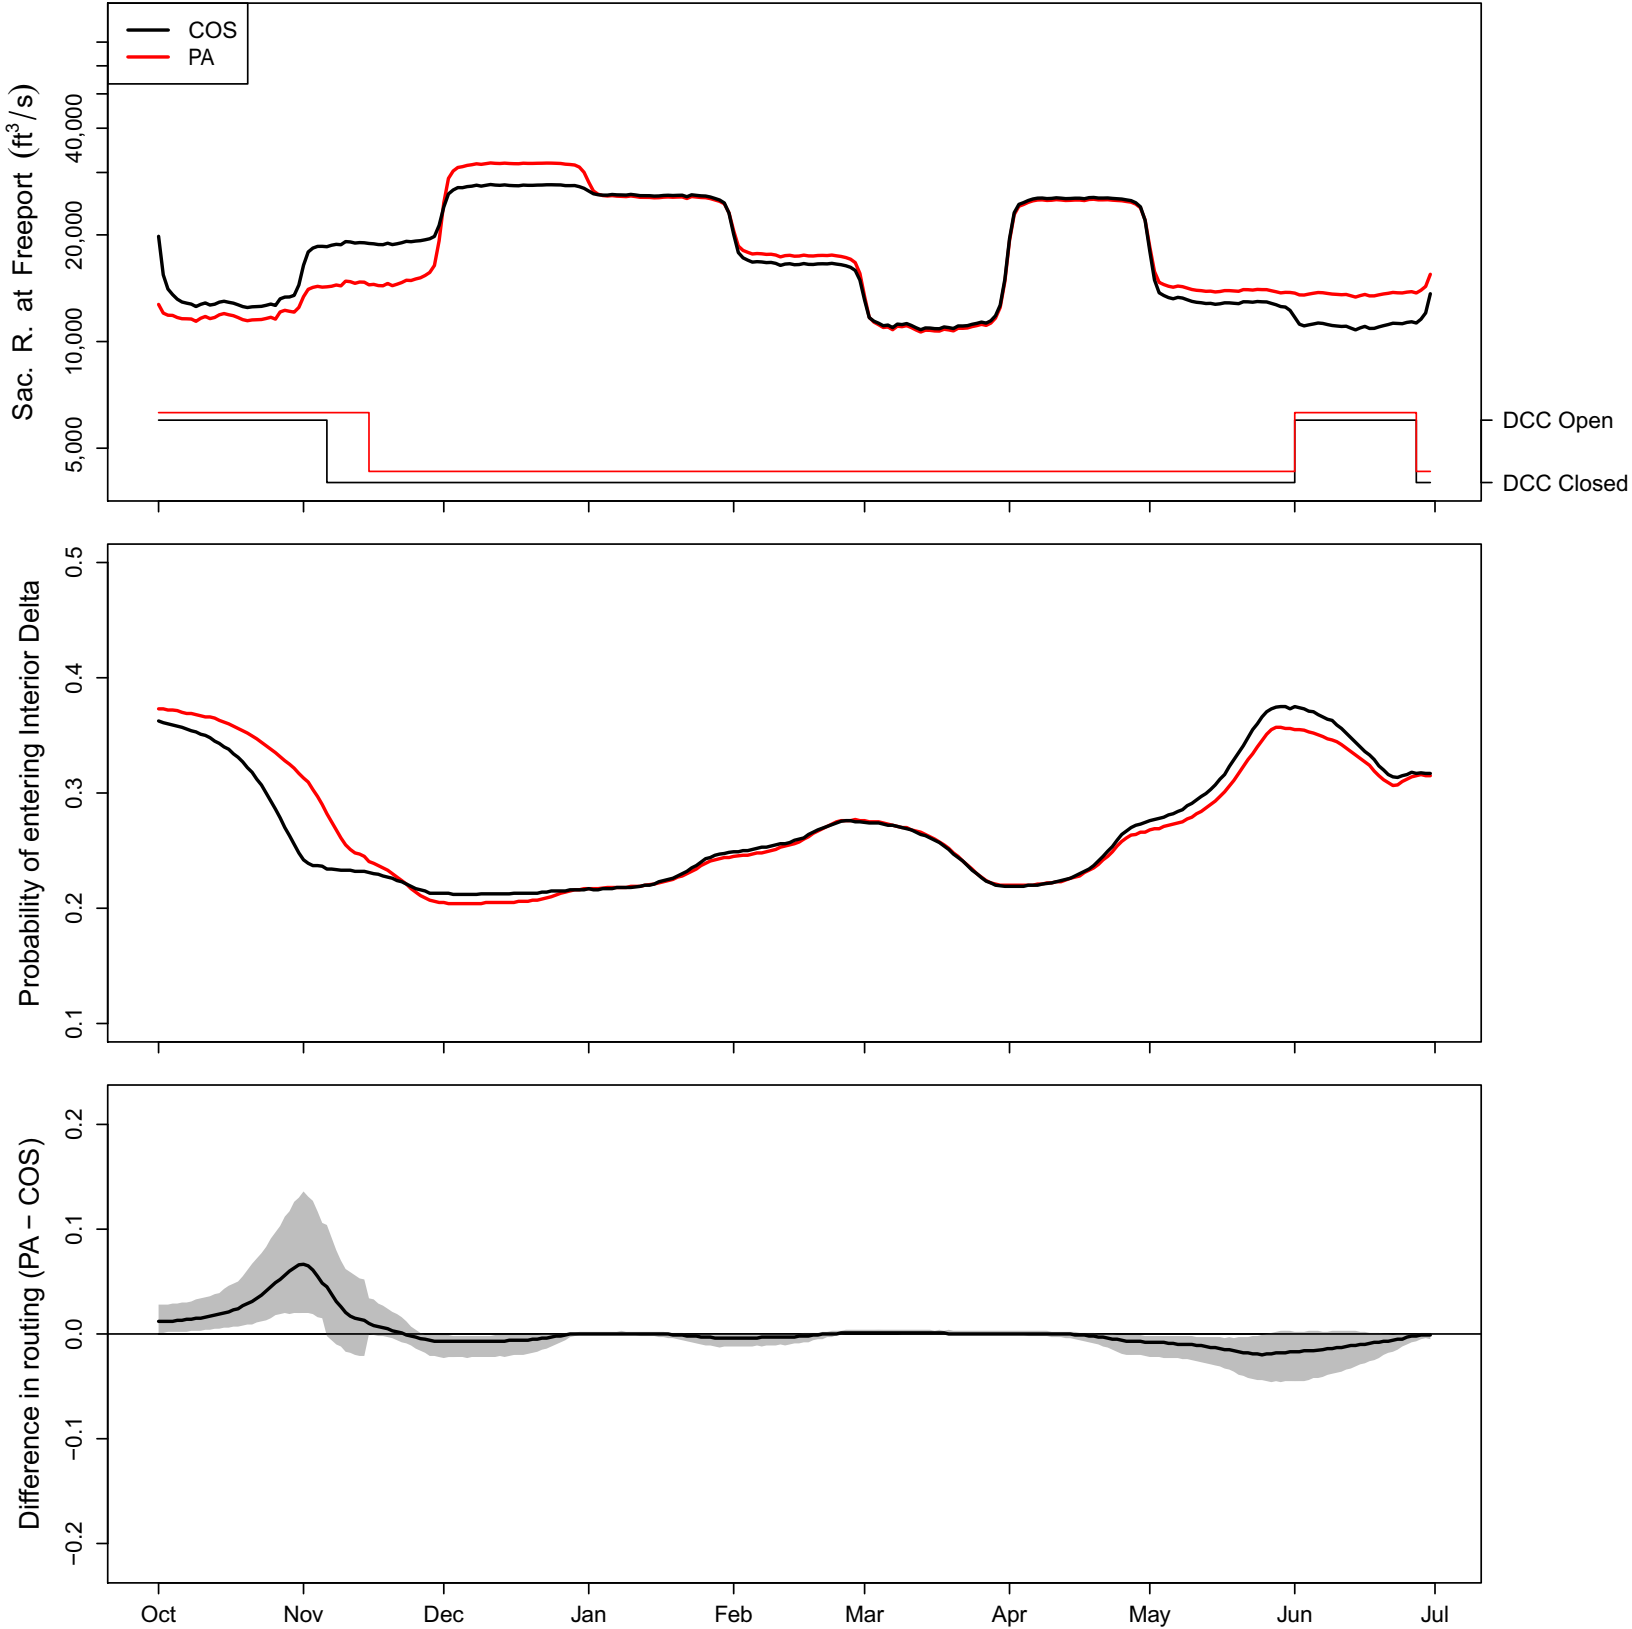 COS
PA
Sac. R. at Freeport (ft³/s)
40,000
20,000
10,000
5,000
DCC Open
DCC Closed
Probability of entering Interior Delta
0.5
0.4
0.3
0.2
0.1
Difference in routing (PA − COS)
0.2
0.1
0.0
−0.1
−0.2
Oct Nov Dec Jan Feb Mar Apr May Jun Jul